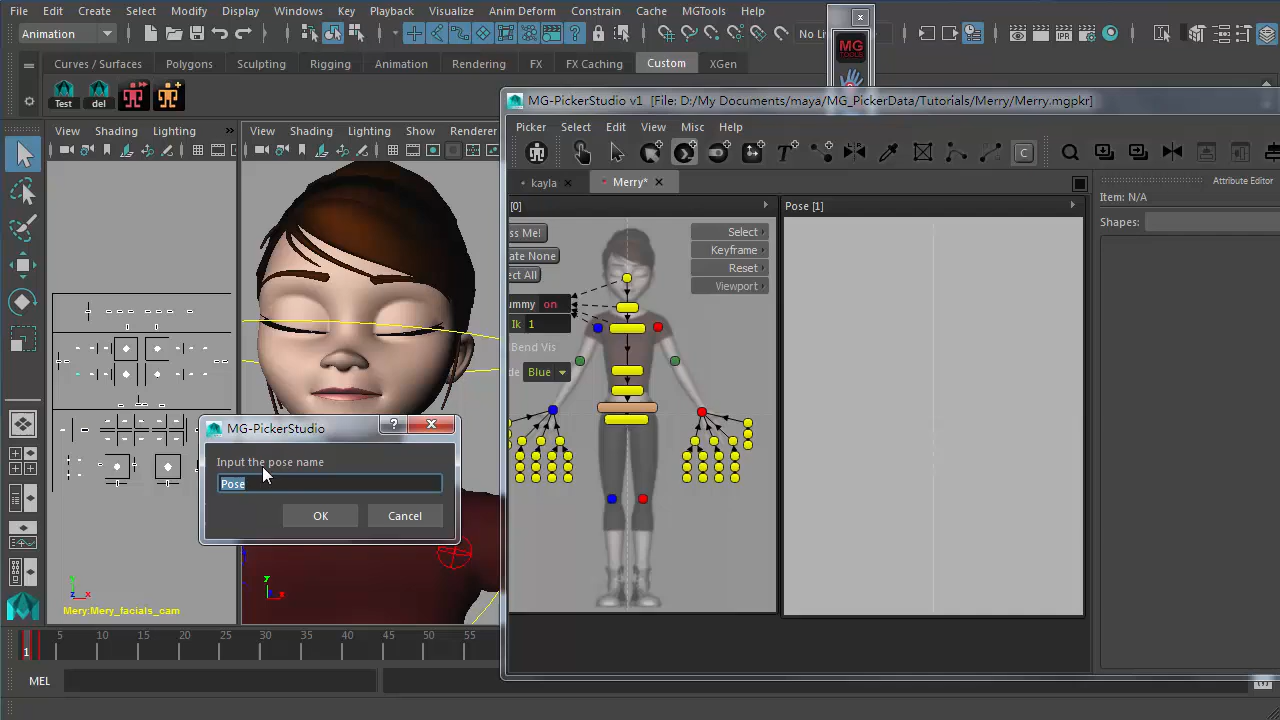 File Edit Create Select Modify Display Windows Key Playback Visualize Anim Deform Constrain Cache MGTools Help
Animation
No Li
MG
TOOLS
Curves / Surfaces Polygons Sculpting Rigging Animation Rendering FX FX Caching Custom XGen
Test del
MG-PickerStudio v1 [File: D:/My Documents/maya/MG_PickerData/Tutorials/Merry/Merry.mgpkr]
View Shading Lighting »
View Shading Lighting Show Renderer
Picker Select Edit View Misc Help
IPR
T
C
kayla × Merry* ×
Attribute Editor
Item: N/A
Shapes:
[0]
Pose [1]
ss Me!
ate None
ect All
ummy on
Ik 1
Bend Vis
de Blue
Select
Keyframe
Reset
Viewport
MG-PickerStudio
?
Input the pose name
Pose
OK
Cancel
y
z x
y
z x
Mery:Mery_facials_cam
1 5 10 15 20 25 30 35 40 45 50 55
MEL